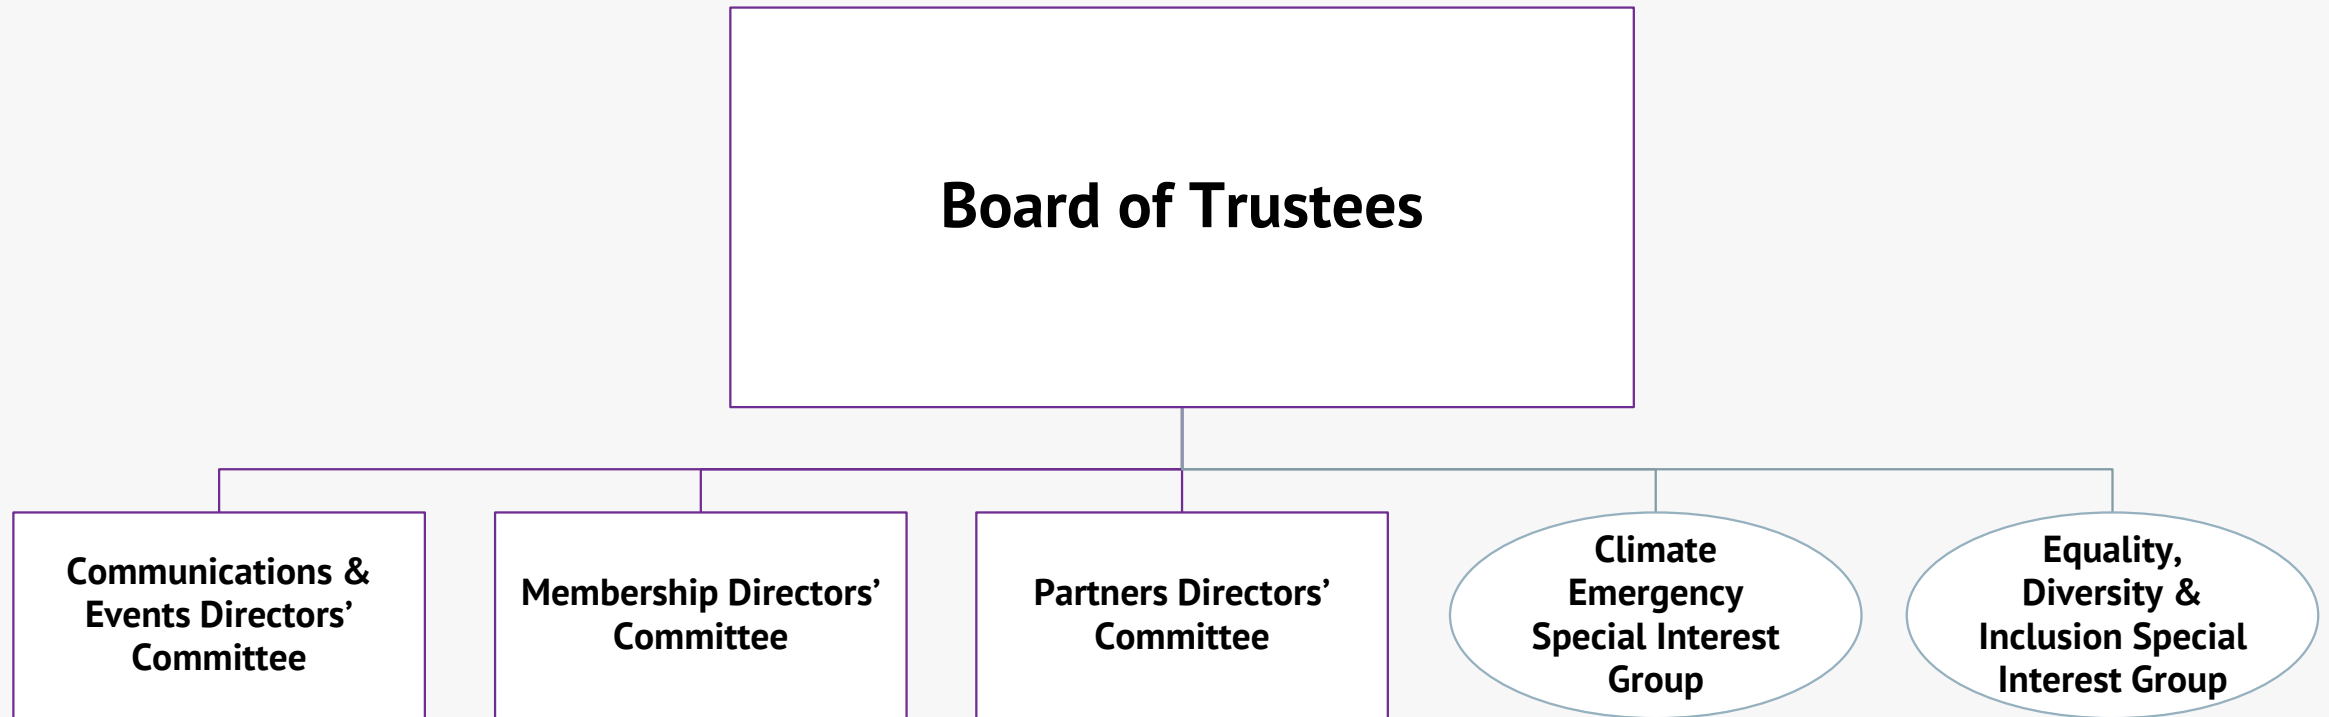 Board of Trustees
Communications &
Events Directors’
Committee
Membership Directors’
Committee
Partners Directors’
Committee
Climate
Emergency
Special Interest
Group
Equality,
Diversity &
Inclusion Special
Interest Group